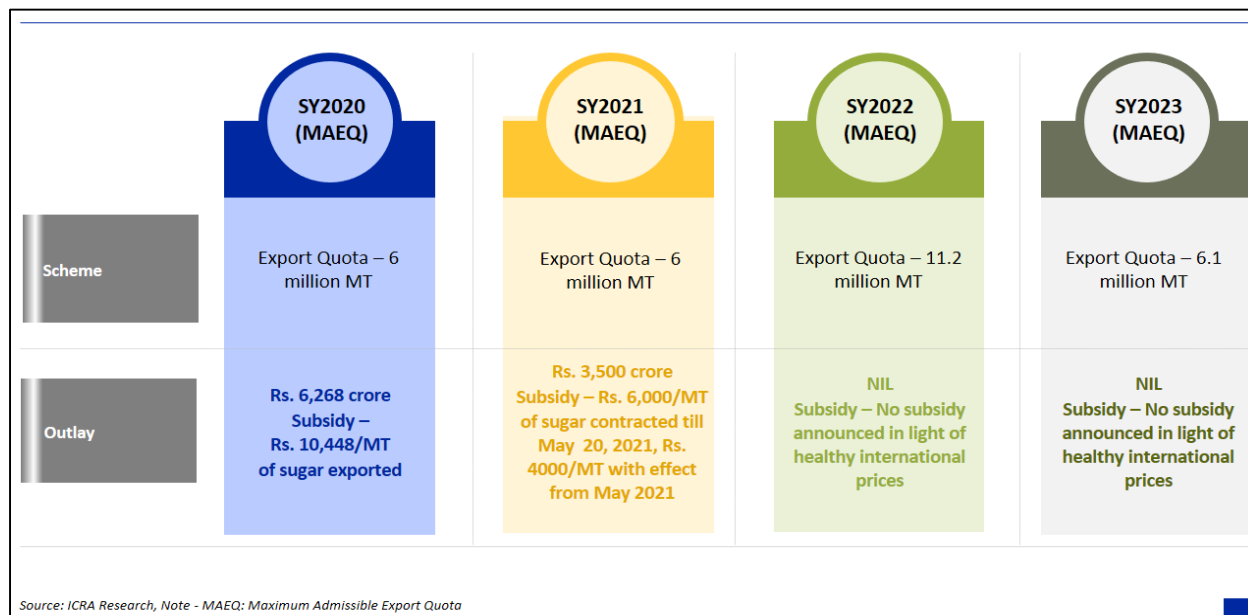 SY2020
(MAEQ)
SY2021
(MAEQ)
SY2022
(MAEQ)
SY2023
(MAEQ)
Scheme
Export Quota – 6
million MT
Export Quota – 6
million MT
Export Quota – 11.2
million MT
Export Quota – 6.1
million MT
Outlay
Rs. 6,268 crore
Subsidy –
Rs. 10,448/MT
of sugar exported
Rs. 3,500 crore
Subsidy – Rs. 6,000/MT
of sugar contracted till
May 20, 2021, Rs.
4000/MT with effect
from May 2021
NIL
Subsidy – No subsidy
announced in light of
healthy international
prices
NIL
Subsidy – No subsidy
announced in light of
healthy international
prices
Source: ICRA Research, Note - MAEQ: Maximum Admissible Export Quota